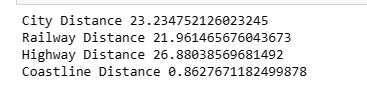 City Distance 23.234752126023245
Railway Distance 21.961465676043673
Highway Distance 26.88038569681492
Coastline Distance 0.8627671182499878